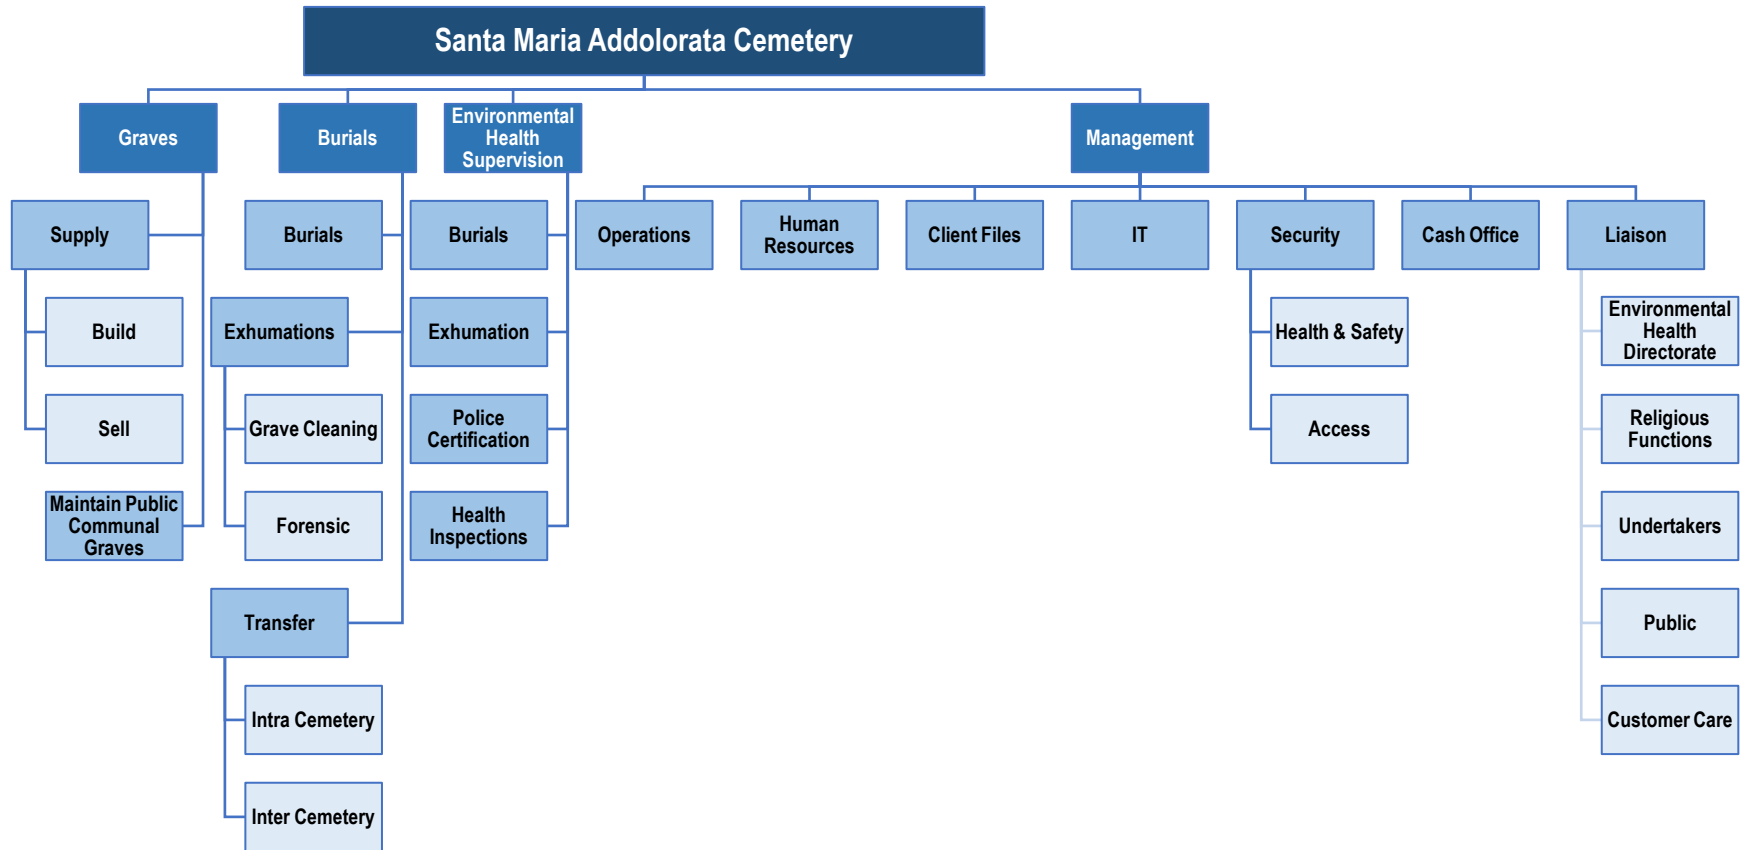 Santa Maria Addolorata Cemetery
Graves
Burials
Environmental
Health
Supervision
Management
Supply
Burials
Burials
Operations
Human
Resources
Client Files
IT
Security
Cash Office
Liaison
Build
Exhumations
Exhumation
Health & Safety
Environmental
Health
Directorate
Sell
Grave Cleaning
Police
Certification
Access
Religious
Functions
Maintain Public
Communal
Graves
Forensic
Health
Inspections
Undertakers
Transfer
Public
Intra Cemetery
Customer Care
Inter Cemetery